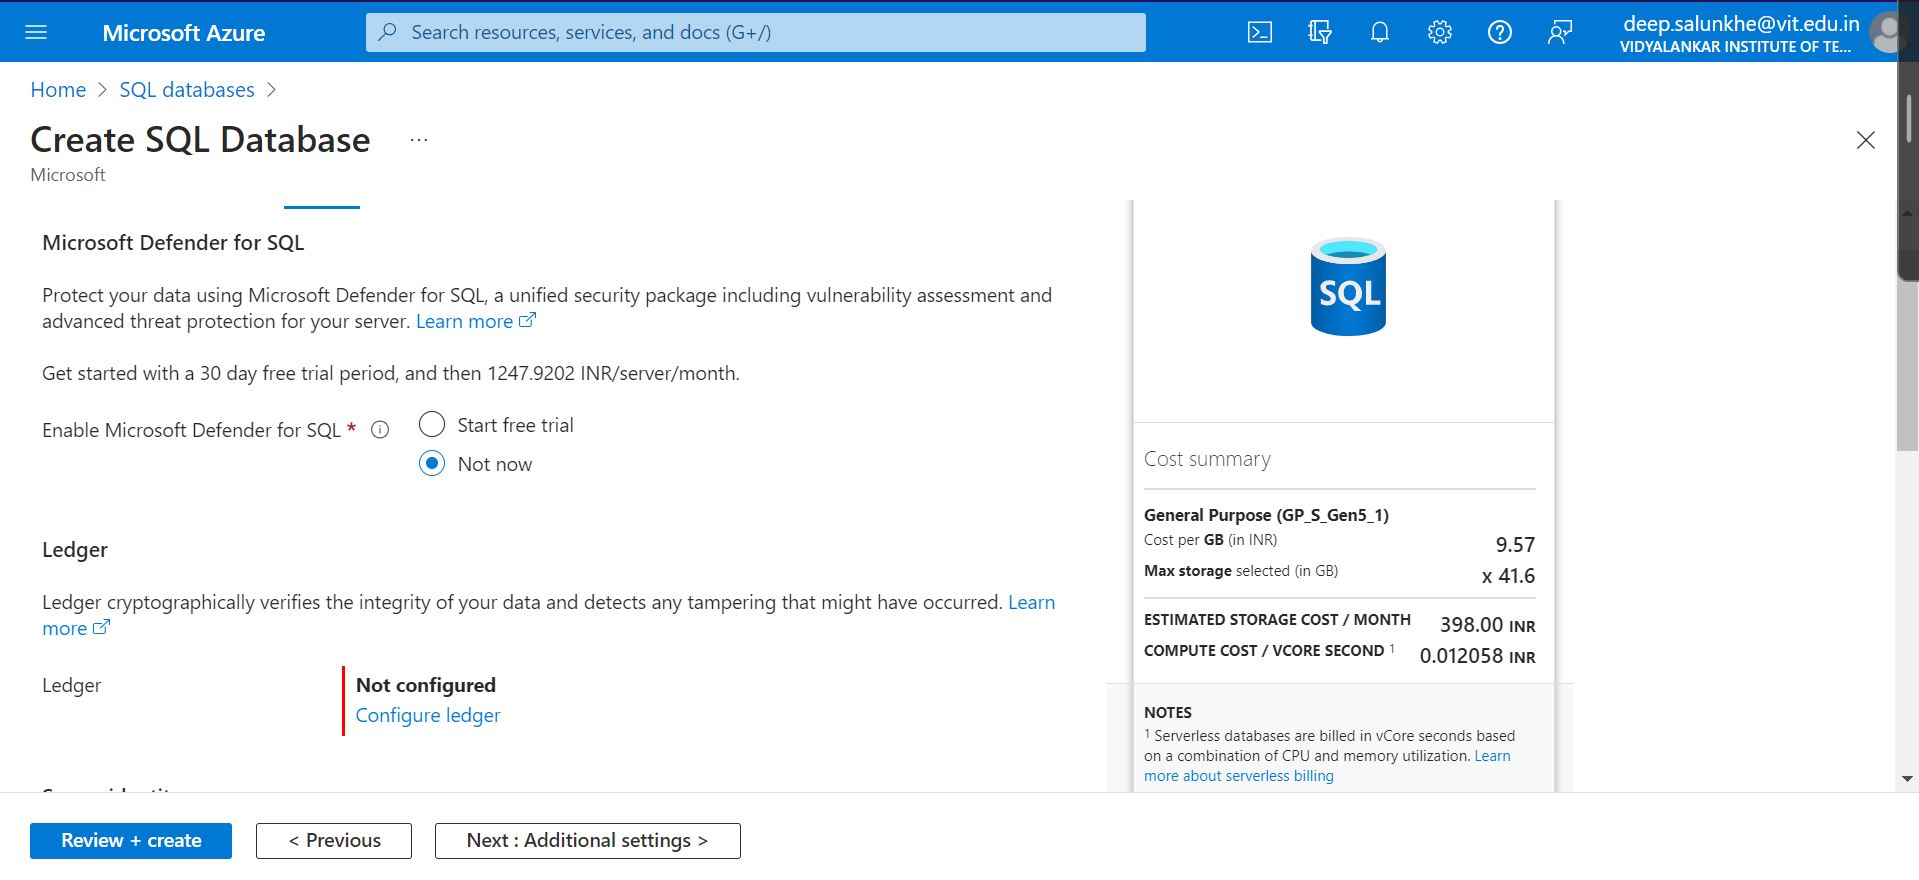 Microsoft Azure
Search resources, services, and docs (G+/)
deep.salunkhe@vit.edu.in
VIDYALANKAR INSTITUTE OF TE...
Home > SQL databases >
Create SQL Database ...
Microsoft
Microsoft Defender for SQL
Protect your data using Microsoft Defender for SQL, a unified security package including vulnerability assessment and
advanced threat protection for your server. Learn more
Get started with a 30 day free trial period, and then 1247.9202 INR/server/month.
Enable Microsoft Defender for SQL *
Start free trial
Not now
Ledger
Ledger cryptographically verifies the integrity of your data and detects any tampering that might have occurred. Learn
more
Ledger
Not configured
Configure ledger
SQL
Cost summary
General Purpose (GP_S_Gen5_1)
Cost per GB (in INR) 9.57
Max storage selected (in GB) x 41.6
ESTIMATED STORAGE COST / MONTH 398.00 INR
COMPUTE COST / VCORE SECOND 1 0.012058 INR
NOTES
1 Serverless databases are billed in vCore seconds based
on a combination of CPU and memory utilization. Learn
more about serverless billing
Review + create
< Previous
Next : Additional settings >